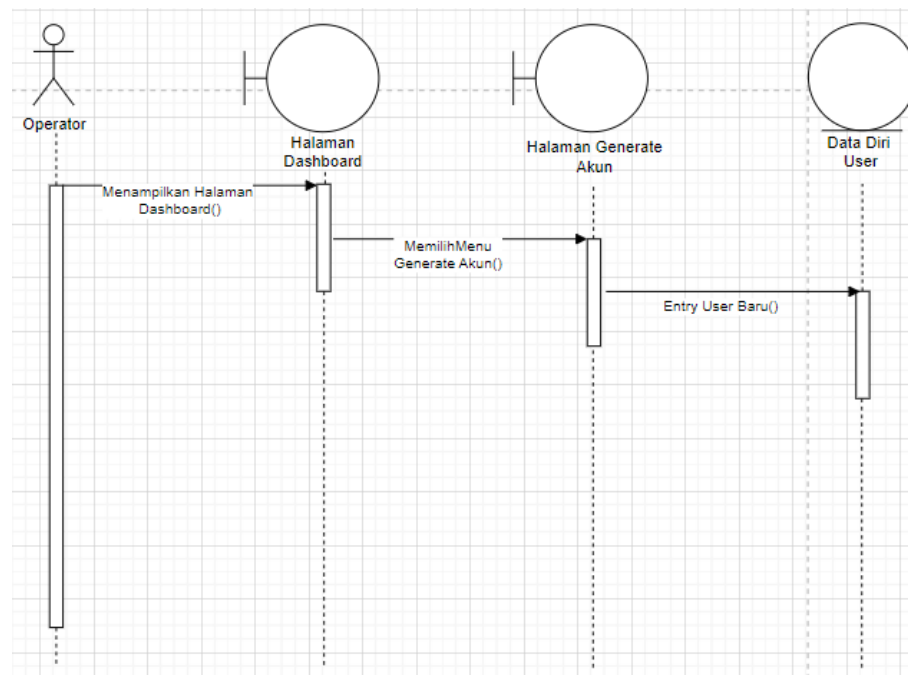 Operator
Halaman
Dashboard
Halaman Generate
Akun
Data Diri
User
Menampilkan Halaman
Dashboard()
MemilihMenu
Generate Akun()
Entry User Baru()